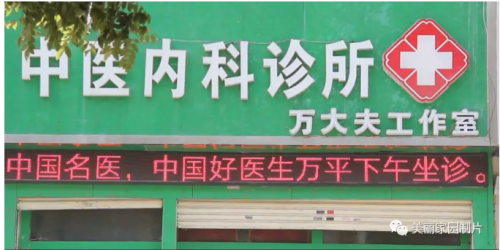 中医内科诊所
万大夫工作室
中国名医，中国好医生万平下午坐诊。
美丽家园制片